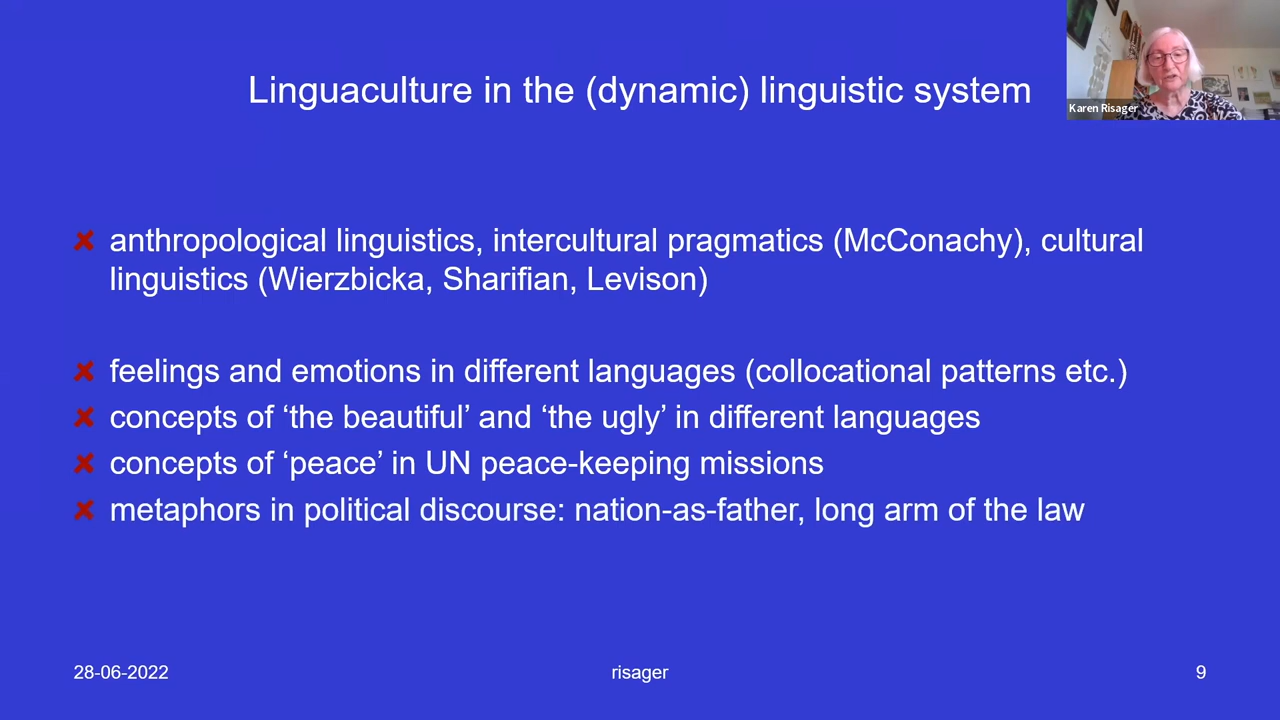 Linguaculture in the (dynamic) linguistic system
Karen Risager
anthropological linguistics, intercultural pragmatics (McConachy), cultural
linguistics (Wierzbicka, Sharifian, Levison)
feelings and emotions in different languages (collocational patterns etc.)
concepts of ‘the beautiful’ and ‘the ugly’ in different languages
concepts of ‘peace’ in UN peace-keeping missions
metaphors in political discourse: nation-as-father, long arm of the law
28-06-2022
risager
9